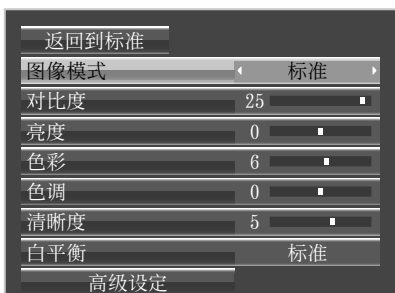 返回到标准
图像模式 标准
对比度 25
亮度 0
色彩 6
色调 0
清晰度 5
白平衡 标准
高级设定